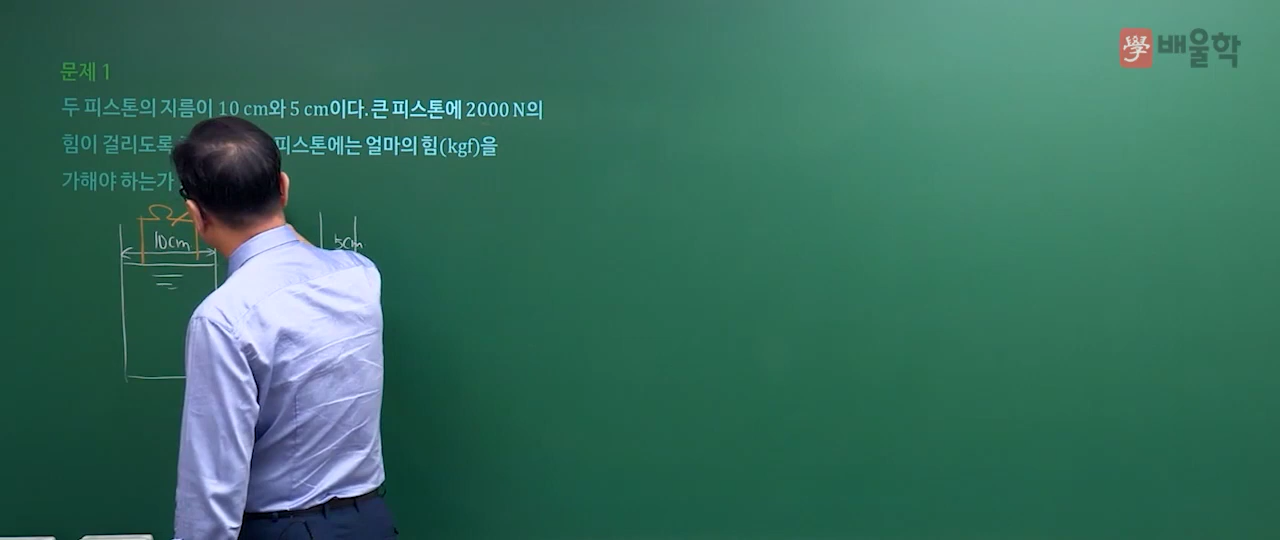 學 배울학
문제 1
두 피스톤의 지름이 10 cm와 5 cm이다. 큰 피스톤에 2000 N의
힘이 걸리도록 피스톤에는 얼마의 힘(kgf)을
가해야 하는가
10cm
5cm